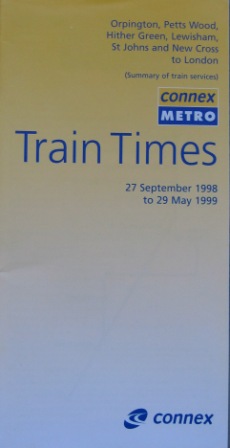 Orpington, Petts Wood,
Hither Green, Lewisham,
St Johns and New Cross
to London
(Summary of train services)
connex
METRO
Train Times
27 September 1998
to 29 May 1999
connex